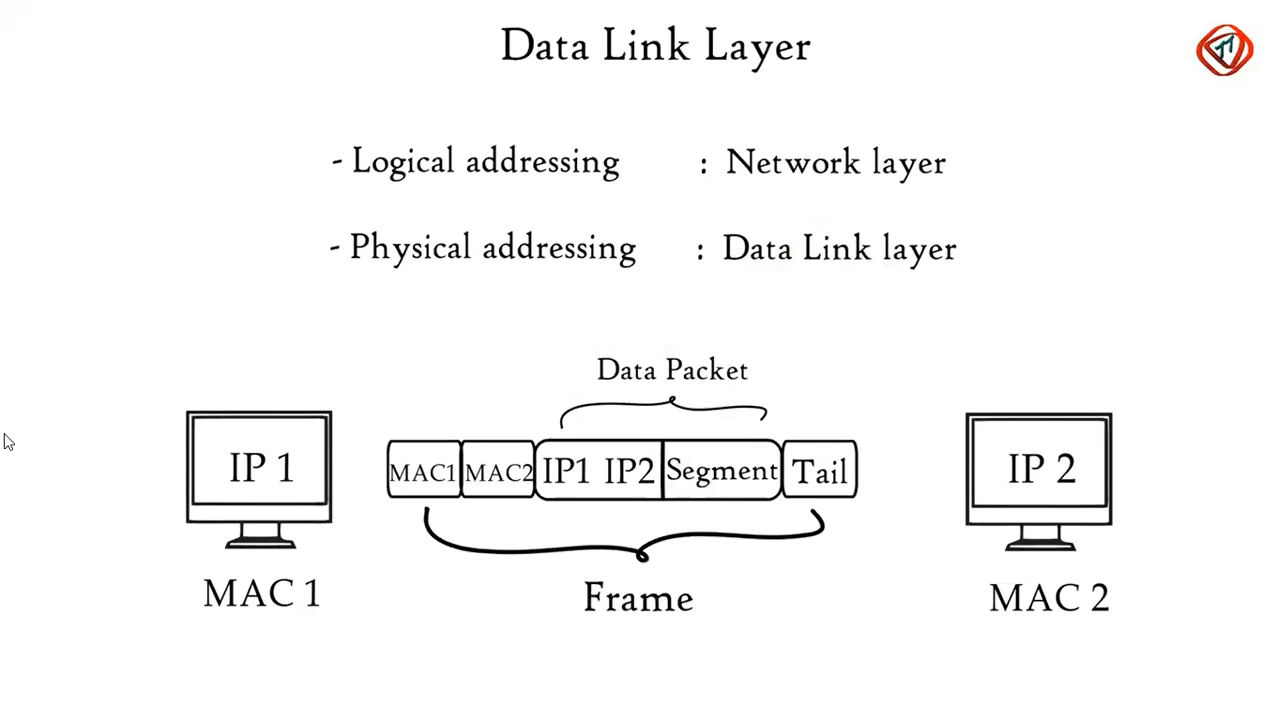 Data Link Layer
- Logical addressing : Network layer
- Physical addressing : Data Link layer
Data Packet
IP 1
MAC1 MAC2 IP1 IP2 Segment Tail
IP 2
MAC 1
Frame
MAC 2